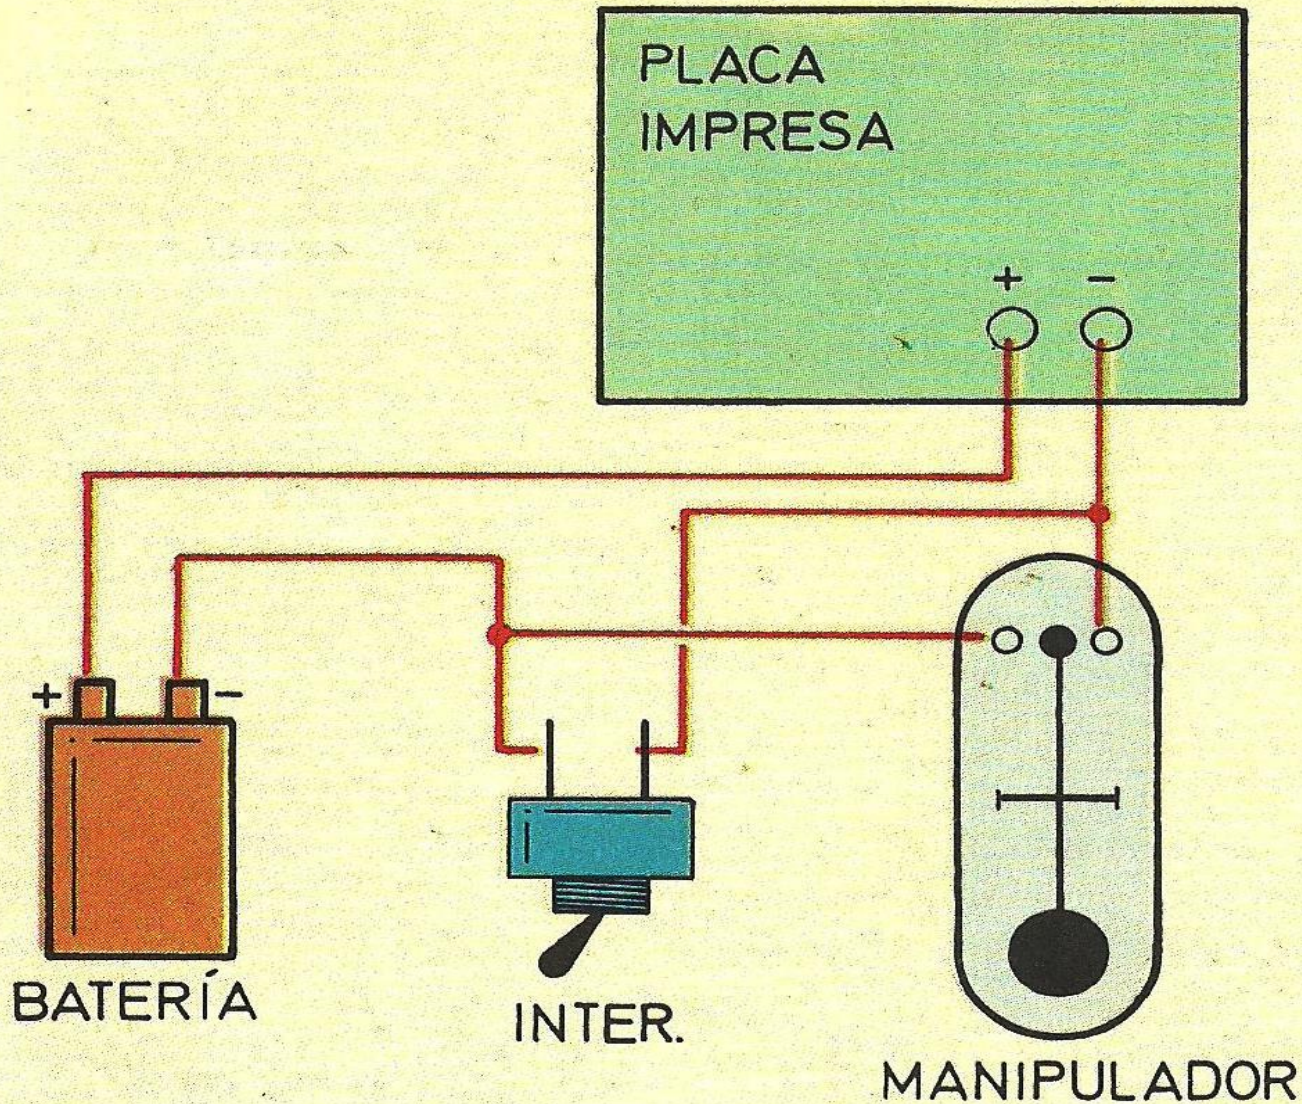 PLACA
IMPRESA
+ −
+ −
BATERÍA
INTER.
MANIPULADOR